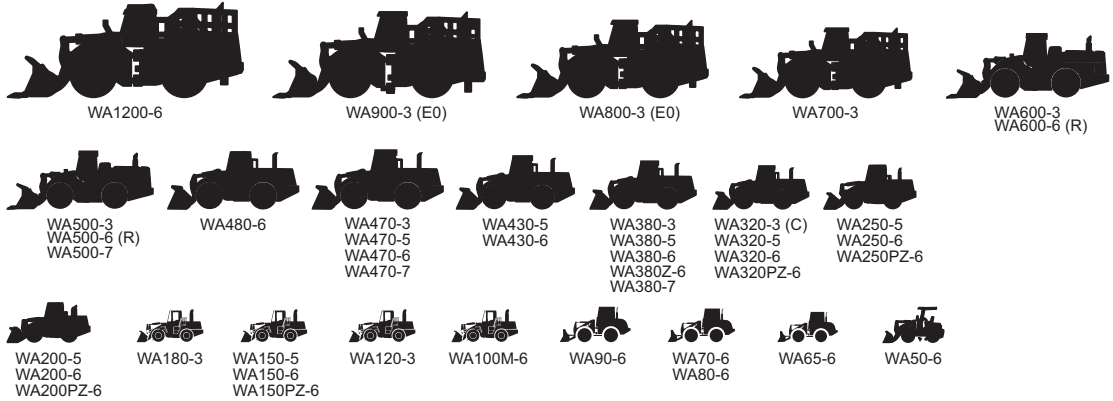 WA1200-6
WA900-3 (E0)
WA800-3 (E0)
WA700-3
WA600-3
WA600-6 (R)
WA500-3
WA500-6 (R)
WA500-7
WA480-6
WA470-3
WA470-5
WA470-6
WA470-7
WA430-5
WA430-6
WA380-3
WA380-5
WA380-6
WA380Z-6
WA380-7
WA320-3 (C)
WA320-5
WA320-6
WA320PZ-6
WA250-5
WA250-6
WA250PZ-6
WA200-5
WA200-6
WA200PZ-6
WA180-3
WA150-5
WA150-6
WA150PZ-6
WA120-3
WA100M-6
WA90-6
WA70-6
WA80-6
WA65-6
WA50-6